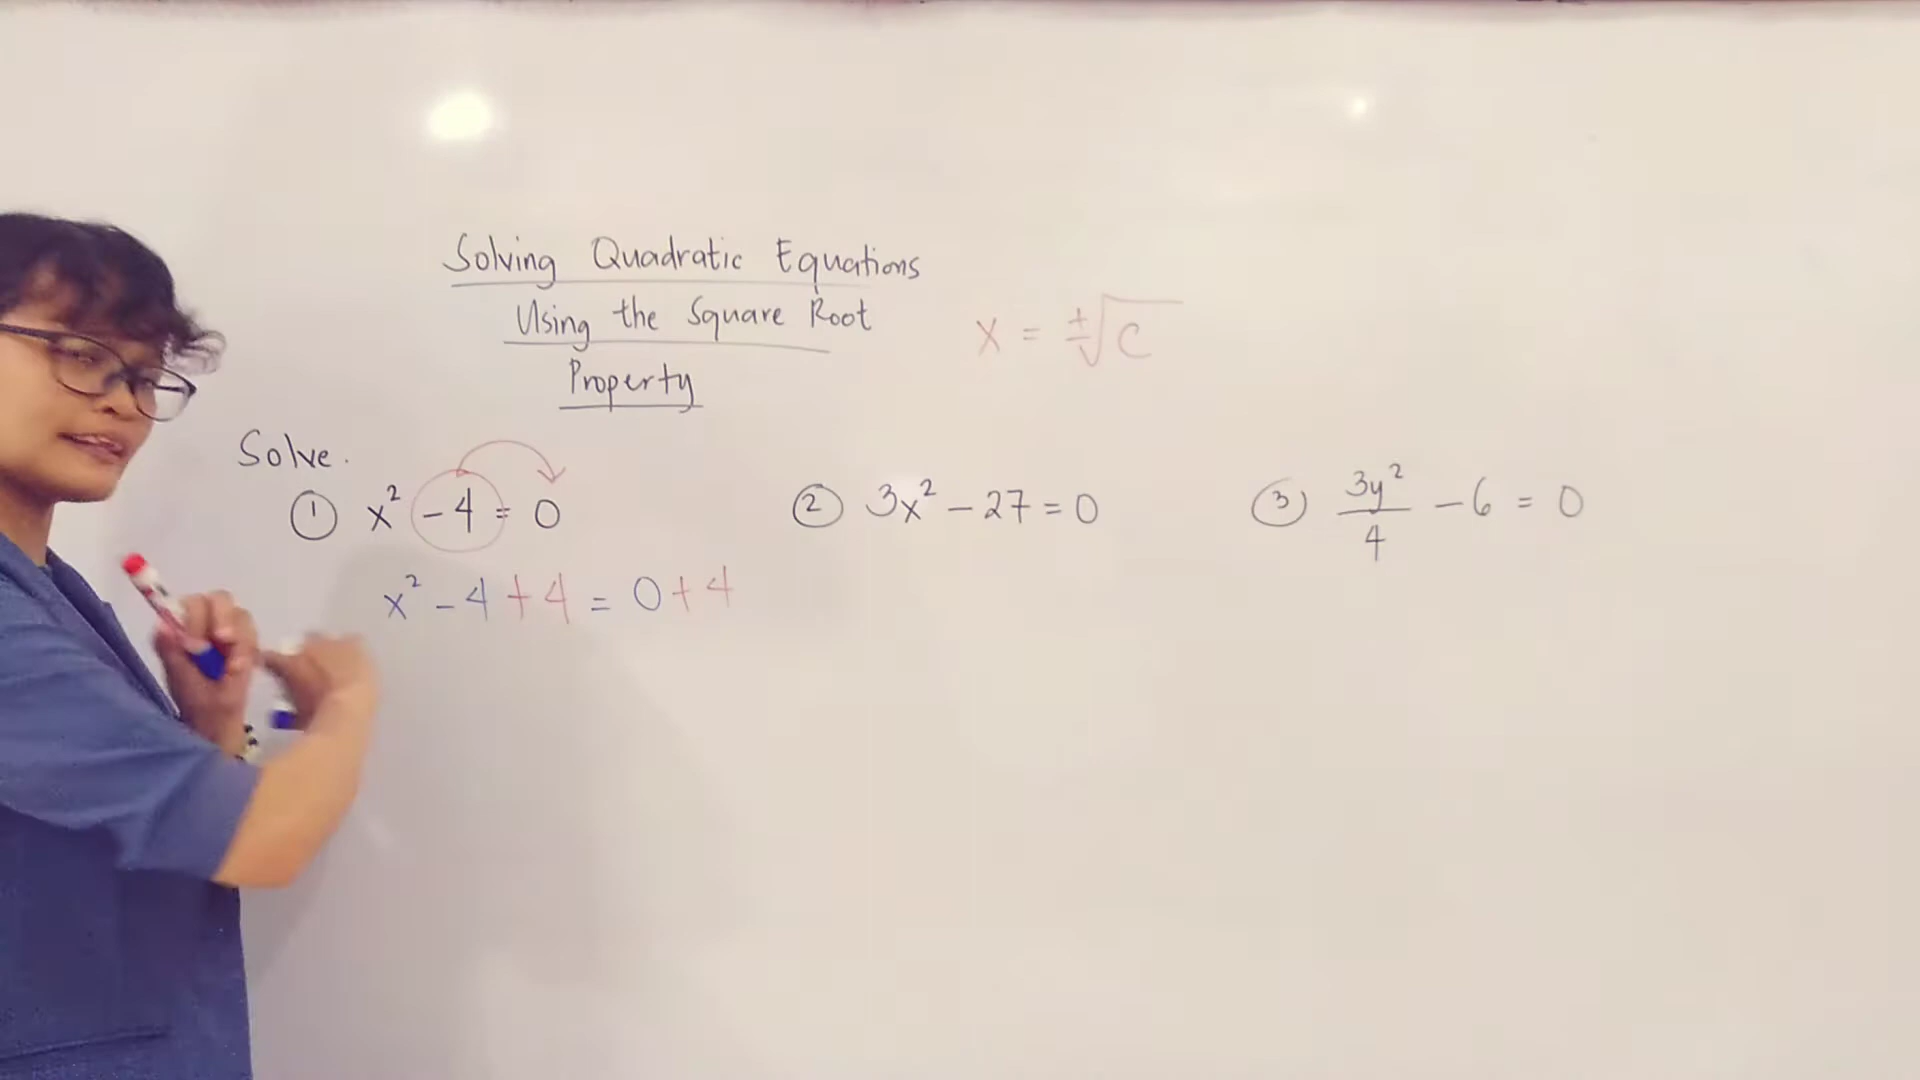 Solving Quadratic Equations
Using the Square Root
Property
x = ±√c
Solve.
① x² - 4 = 0
x² - 4 + 4 = 0 + 4
② 3x² - 27 = 0
③ 3y²/4 - 6 = 0